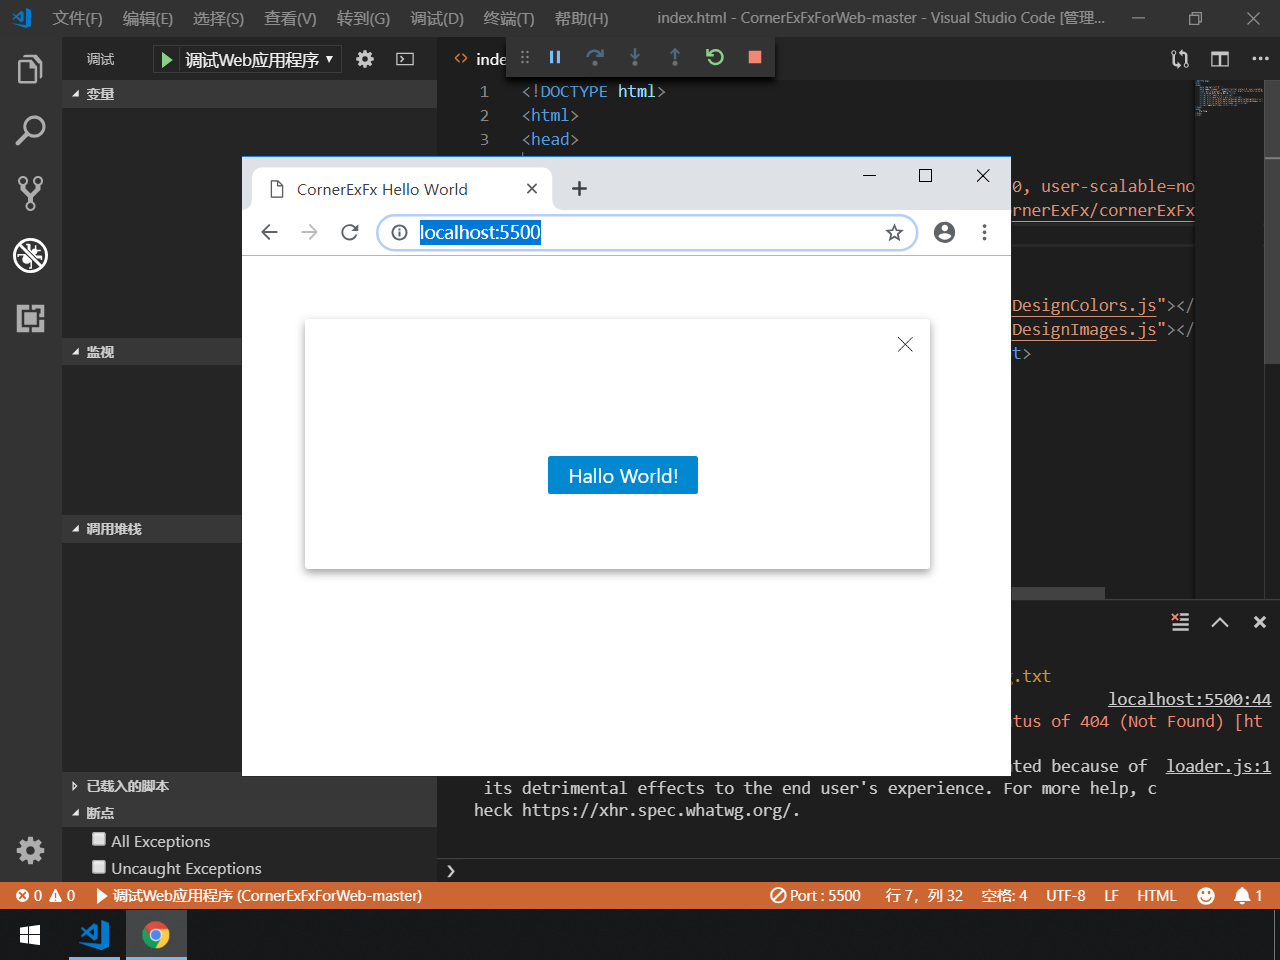 文件(F) 编辑(E) 选择(S) 查看(V) 转到(G) 调试(D) 终端(T) 帮助(H) index.html - CornerExFxForWeb-master - Visual Studio Code [管理...
调试 调试Web应用程序 inde
变量
1 <!DOCTYPE html>
2 <html>
3 <head>
CornerExFx Hello World
localhost:5500
0, user-scalable=no
rnerExFx/cornerExFx
DesignColors.js"></
DesignImages.js"></
t>
监视
Hallo World!
调用堆栈
.txt
localhost:5500:44
tus of 404 (Not Found) [ht
ted because of loader.js:1
its detrimental effects to the end user's experience. For more help, c
heck https://xhr.spec.whatwg.org/.
已载入的脚本
断点
All Exceptions
Uncaught Exceptions
0 0 调试Web应用程序 (CornerExFxForWeb-master) Port : 5500 行 7，列 32 空格: 4 UTF-8 LF HTML 1